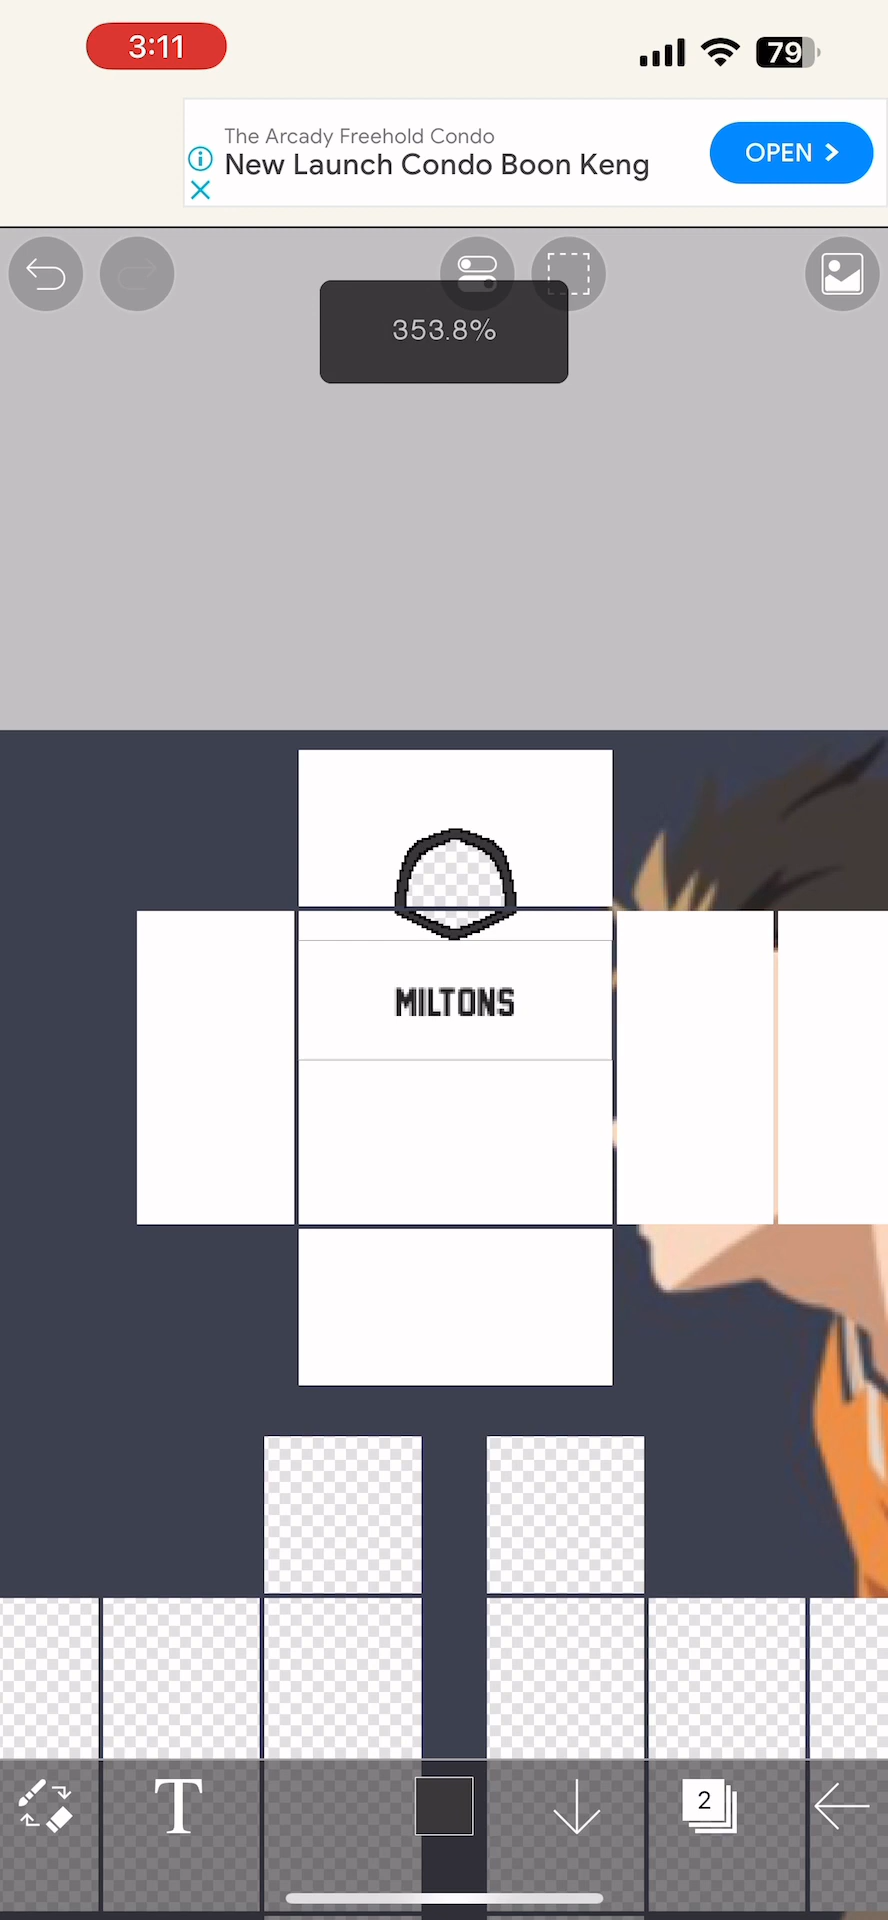 3:11
79
The Arcady Freehold Condo
New Launch Condo Boon Keng
OPEN
353.8%
MILTONS
T
2